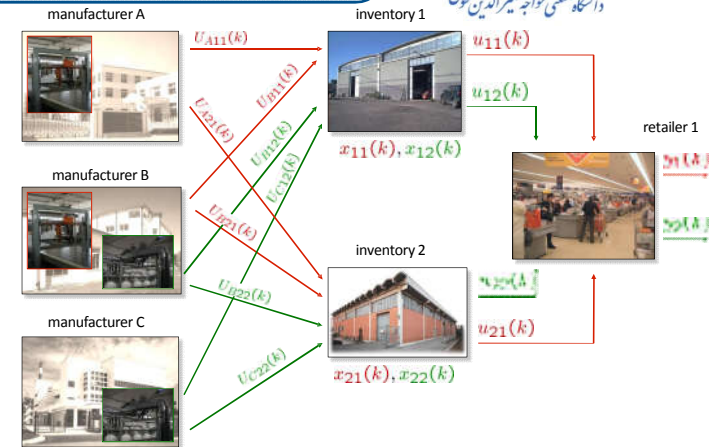 manufacturer A
inventory 1
U_{A11}(k)
u_{11}(k)
U_{B11}(k)
U_{A21}(k)
u_{12}(k)
retailer 1
U_{B12}(k)
U_{C12}(k)
x_{11}(k), x_{12}(k)
manufacturer B
U_{B21}(k)
inventory 2
U_{B22}(k)
manufacturer C
u_{21}(k)
U_{C22}(k)
x_{21}(k), x_{22}(k)